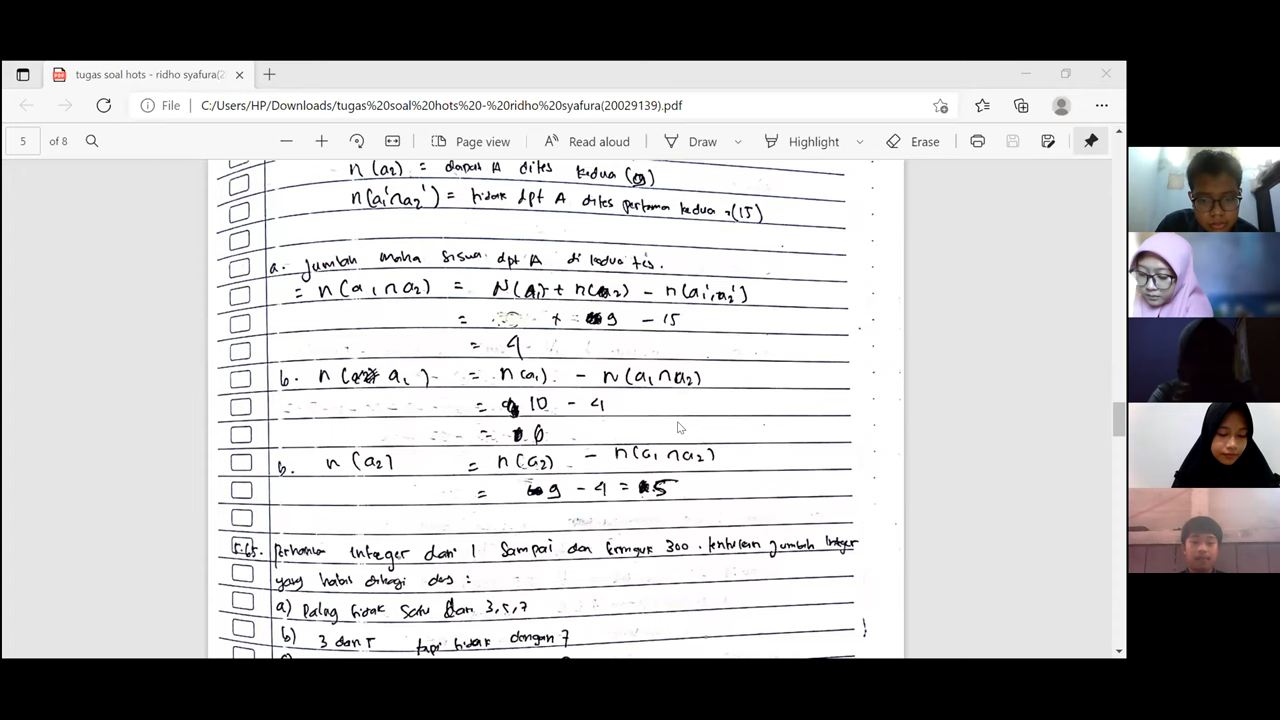 tugas soal hots - ridho syafura(2
File
C:/Users/HP/Downloads/tugas%20soal%20hots%20-%20ridho%20syafura(20029139).pdf
5 of 8
Page view
Read aloud
Draw
Highlight
Erase
n(a2) = dapat A dites kedua (9)
n(a1'∩a2') = tidak dpt A dites pertama kedua =(15)
a. Jumlah maha siswa dpt A di kedua tes.
= n(a1∩a2) = N(A1)+ n(a2) - n(a1',a2')
= + 9 - 15
= 4
b. n( a1 ) = n(a1) - n(a1∩a2)
= 10 - 4
= 6
b. n(a2) = n(a2) - n(a1∩a2)
= 9 - 4 = 5
5.65. Integer dari 1 Sampai dan 300. Jumlah Integer
yang habis dibagi dgn :
a) Paling tidak Satu dari 3,5,7
b) 3 dan 5 tapi tidak dengan 7